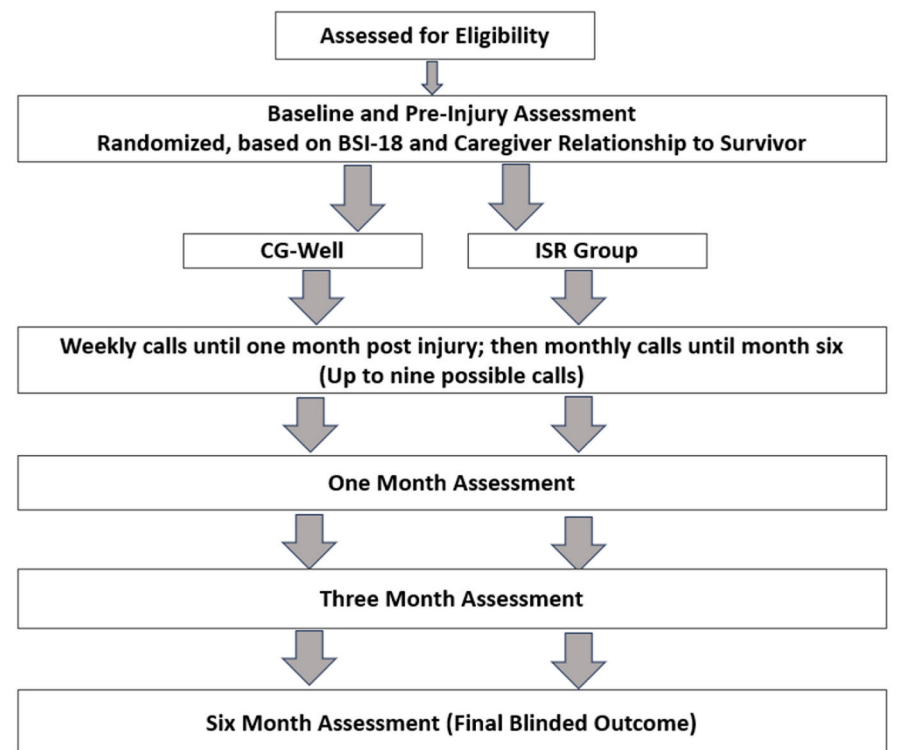 Assessed for Eligibility
Baseline and Pre-Injury Assessment
Randomized, based on BSI-18 and Caregiver Relationship to Survivor
CG-Well
ISR Group
Weekly calls until one month post injury; then monthly calls until month six
(Up to nine possible calls)
One Month Assessment
Three Month Assessment
Six Month Assessment (Final Blinded Outcome)